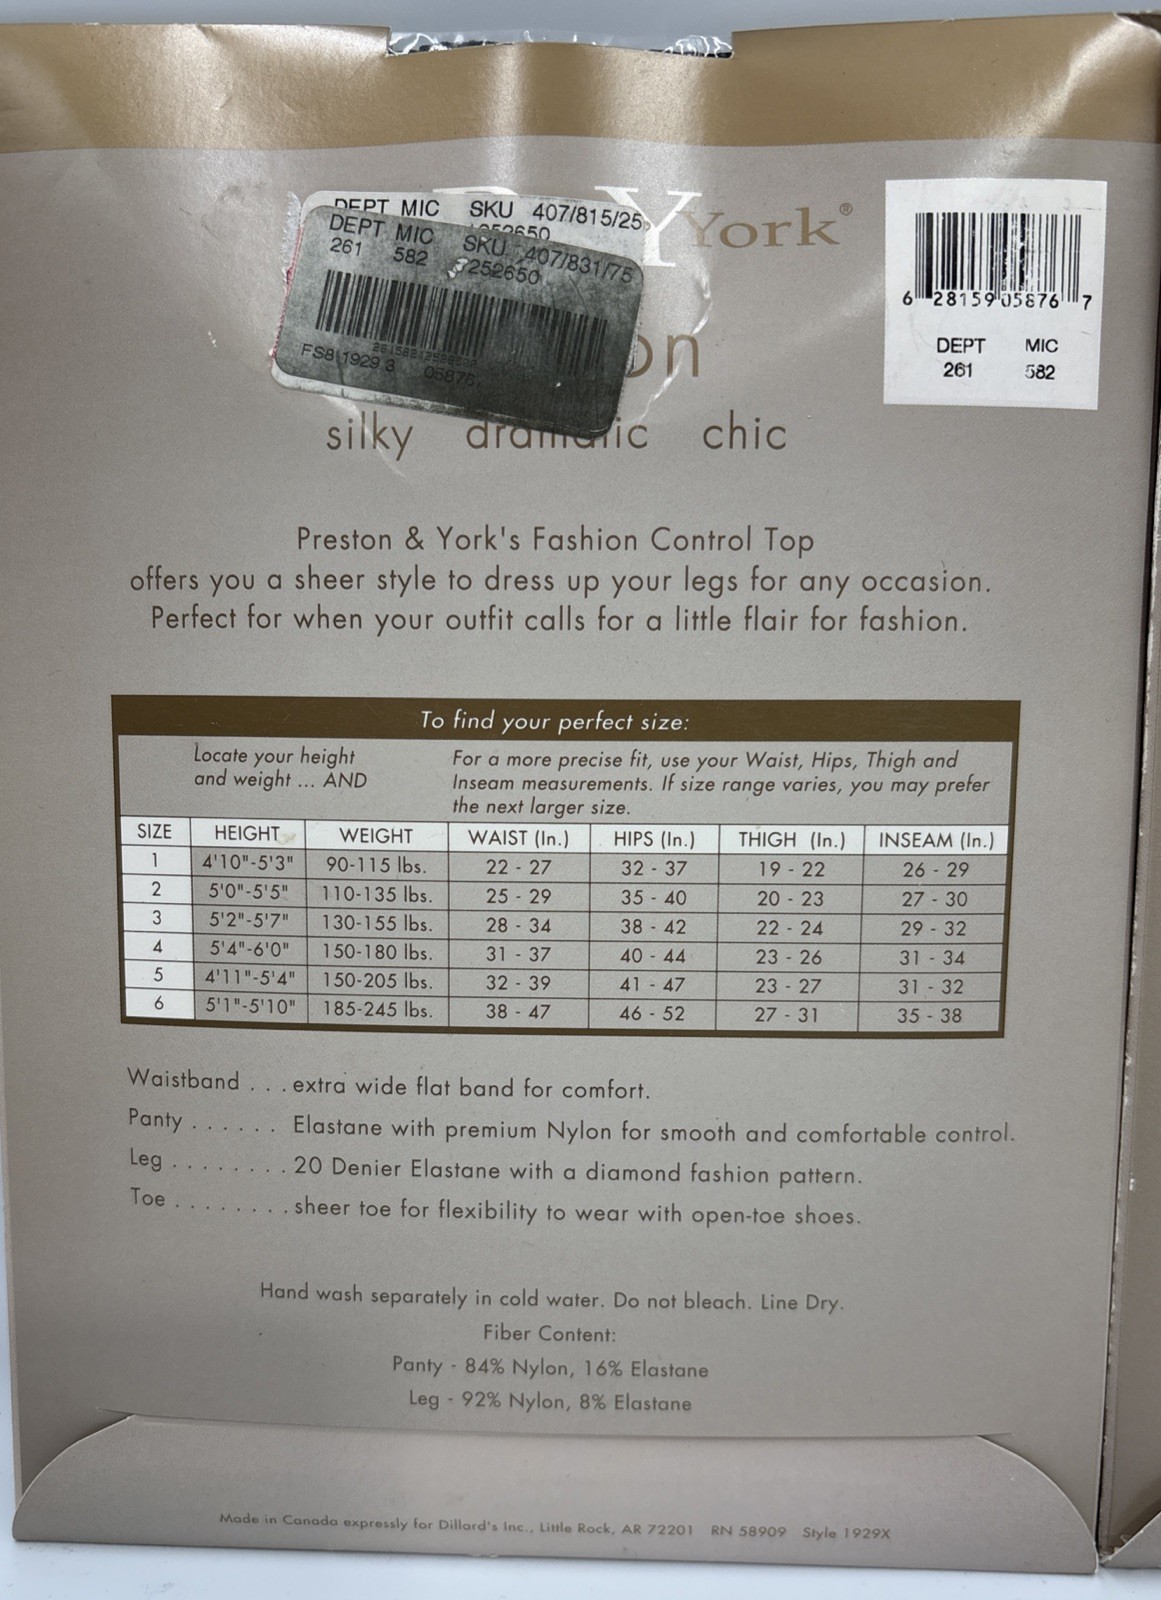 DEPT MIC SKU 407/815/25
DEPT MIC SKU 407/831/75
261 582 252650
FS8 1929 3 05876
Y York®
on
silky dramatic chic
6 28159 05876 7
DEPT MIC
261 582
Preston & York's Fashion Control Top
offers you a sheer style to dress up your legs for any occasion.
Perfect for when your outfit calls for a little flair for fashion.
To find your perfect size:
Locate your height
and weight ... AND
For a more precise fit, use your Waist, Hips, Thigh and
Inseam measurements. If size range varies, you may prefer
the next larger size.
SIZE HEIGHT WEIGHT WAIST (In.) HIPS (In.) THIGH (In.) INSEAM (In.)
1 4'10"-5'3" 90-115 lbs. 22 - 27 32 - 37 19 - 22 26 - 29
2 5'0"-5'5" 110-135 lbs. 25 - 29 35 - 40 20 - 23 27 - 30
3 5'2"-5'7" 130-155 lbs. 28 - 34 38 - 42 22 - 24 29 - 32
4 5'4"-6'0" 150-180 lbs. 31 - 37 40 - 44 23 - 26 31 - 34
5 4'11"-5'4" 150-205 lbs. 32 - 39 41 - 47 23 - 27 31 - 32
6 5'1"-5'10" 185-245 lbs. 38 - 47 46 - 52 27 - 31 35 - 38
Waistband . . . extra wide flat band for comfort.
Panty . . . . . . Elastane with premium Nylon for smooth and comfortable control.
Leg . . . . . . . . 20 Denier Elastane with a diamond fashion pattern.
Toe . . . . . . . . sheer toe for flexibility to wear with open-toe shoes.
Hand wash separately in cold water. Do not bleach. Line Dry.
Fiber Content:
Panty - 84% Nylon, 16% Elastane
Leg - 92% Nylon, 8% Elastane
Made in Canada expressly for Dillard's Inc., Little Rock, AR 72201 RN 58909 Style 1929X